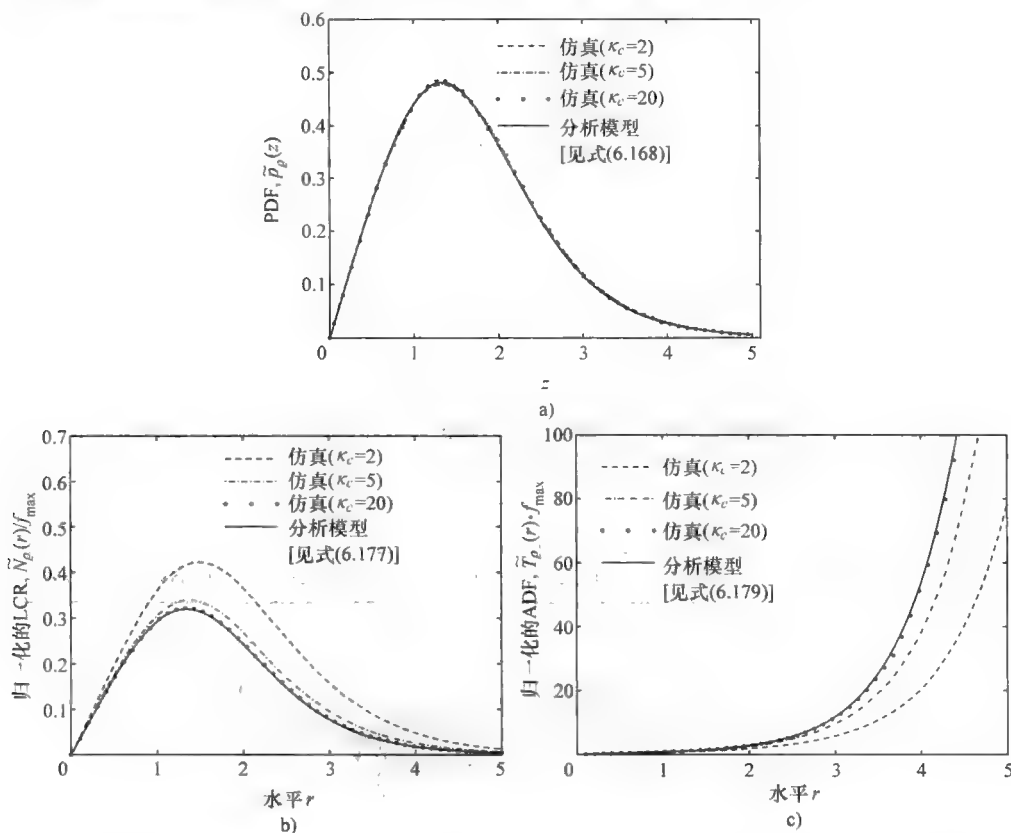 仿真(κc=2)
仿真(κc=5)
仿真(κc=20)
分析模型
[见式(6.168)]
PDF, p̃ρ(z)
0.6
0.5
0.4
0.3
0.2
0.1
0 1 2 3 4 5
z
a)
仿真(κc=2)
仿真(κc=5)
仿真(κc=20)
分析模型
[见式(6.177)]
归一化的LCR, Ñρ(r)/fmax
0.7
0.6
0.5
0.4
0.3
0.2
0.1
0 1 2 3 4 5
水平r
b)
仿真(κc=2)
仿真(κc=5)
仿真(κc=20)
分析模型
[见式(6.179)]
归一化的ADF, T̃ρ_(r)·fmax
100
80
60
40
20
0 1 2 3 4 5
水平r
c)